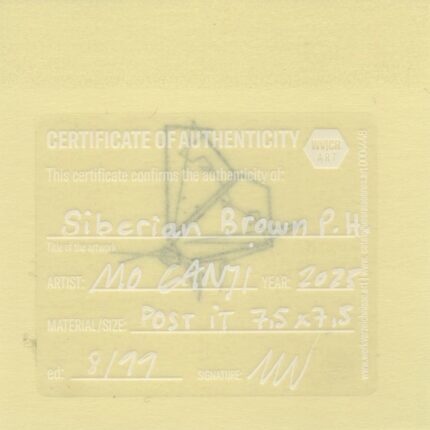 CERTIFICATE OF AUTHENTICITY
ART
This certificate confirms the authenticity of:
Siberian Brown P.H.
Title of the artwork
ARTIST: MO GANJI YEAR: 2025
MATERIAL/SIZE: POST iT 7,5 x 7,5
ed: 8/11
SIGNATURE: